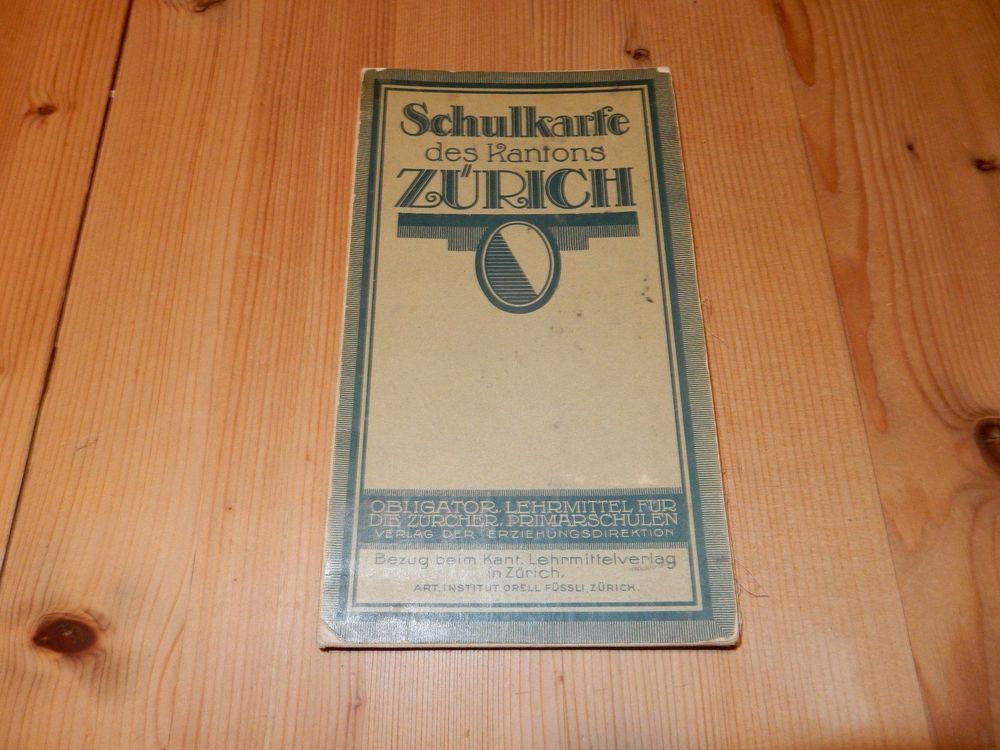 Schulkarte
des Kantons
ZÜRICH
OBLIGATOR. LEHRMITTEL FÜR
DIE ZÜRCHER. PRIMARSCHULEN
VERLAG DER ERZIEHUNGSDIREKTION
Bezug beim Kant. Lehrmittelverlag
in Zürich.
ART. INSTITUT ORELL FÜSSLI, ZÜRICH.